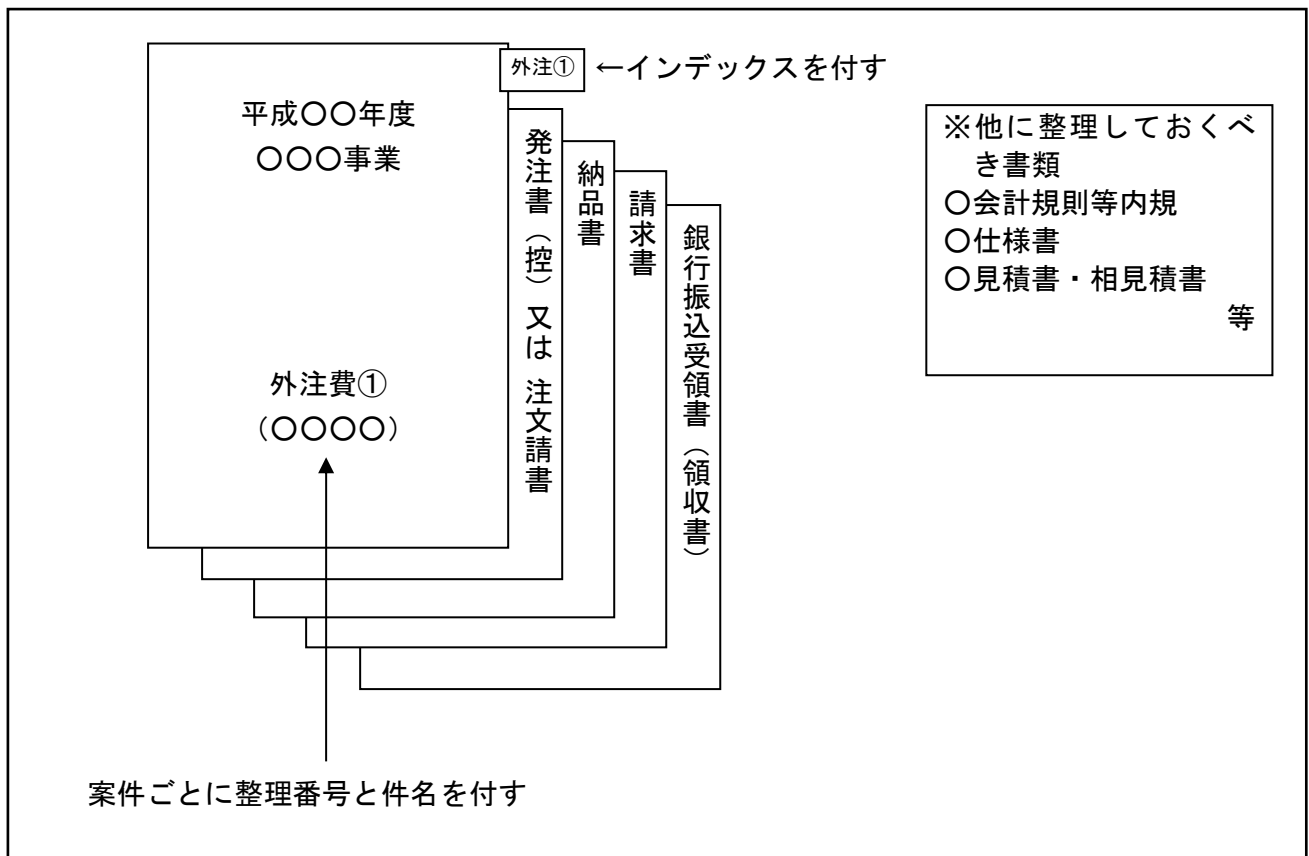 外注①
←インデックスを付す
平成〇〇年度
〇〇〇事業
外注費①
（〇〇〇〇）
発注書（控）又は 注文請書
納品書
請求書
銀行振込受領書（領収書）
※他に整理しておくべ
き書類
〇会計規則等内規
〇仕様書
〇見積書・相見積書
等
案件ごとに整理番号と件名を付す